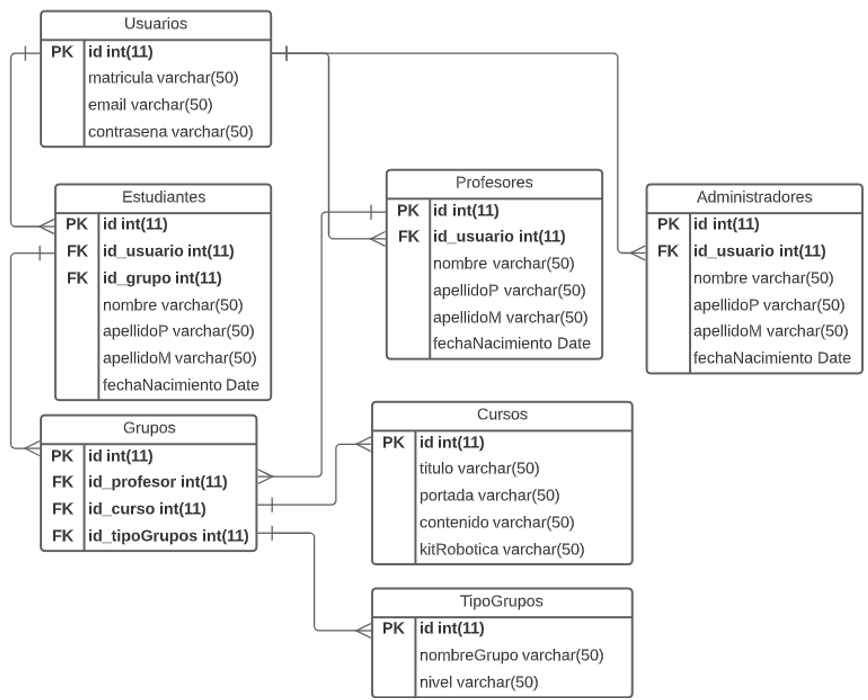 Usuarios
PK id int(11)
matricula varchar(50)
email varchar(50)
contrasena varchar(50)
Estudiantes
PK id int(11)
FK id_usuario int(11)
FK id_grupo int(11)
nombre varchar(50)
apellidoP varchar(50)
apellidoM varchar(50)
fechaNacimiento Date
Profesores
PK id int(11)
FK id_usuario int(11)
nombre varchar(50)
apellidoP varchar(50)
apellidoM varchar(50)
fechaNacimiento Date
Administradores
PK id int(11)
FK id_usuario int(11)
nombre varchar(50)
apellidoP varchar(50)
apellidoM varchar(50)
fechaNacimiento Date
Grupos
PK id int(11)
FK id_profesor int(11)
FK id_curso int(11)
FK id_tipoGrupos int(11)
Cursos
PK id int(11)
titulo varchar(50)
portada varchar(50)
contenido varchar(50)
kitRobotica varchar(50)
TipoGrupos
PK id int(11)
nombreGrupo varchar(50)
nivel varchar(50)